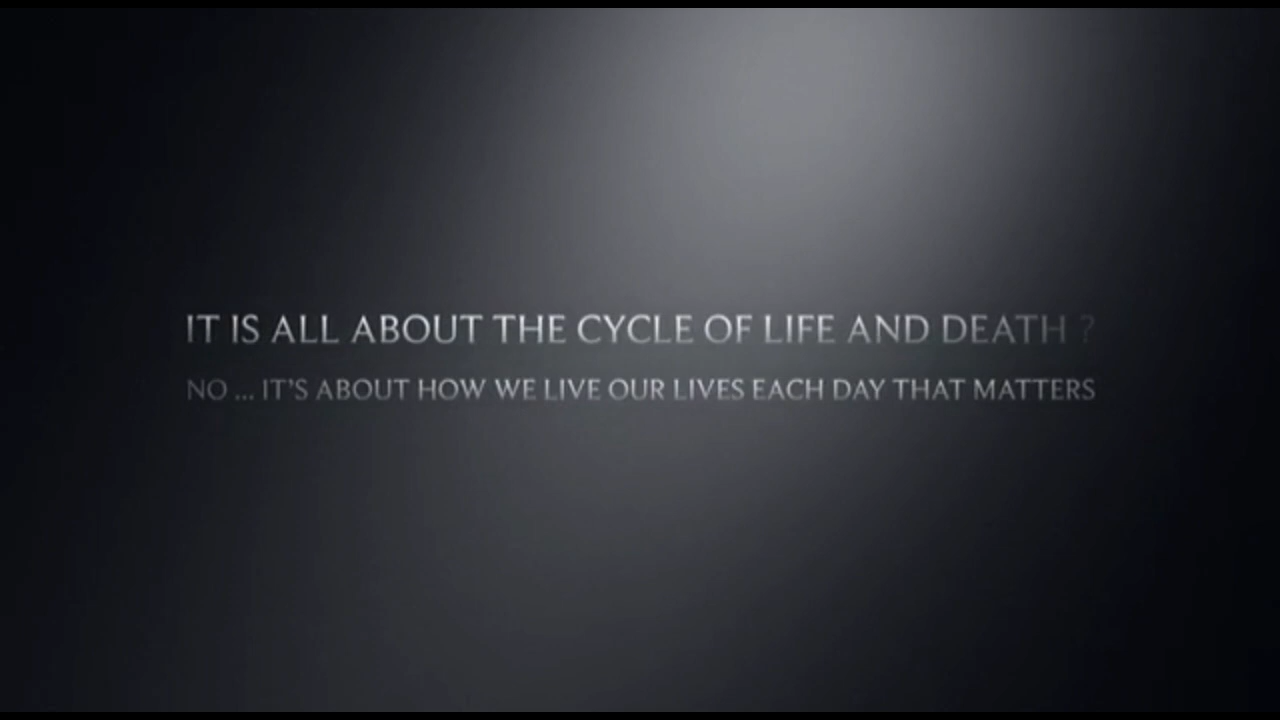 IT IS ALL ABOUT THE CYCLE OF LIFE AND DEATH ?
NO ... IT'S ABOUT HOW WE LIVE OUR LIVES EACH DAY THAT MATTERS